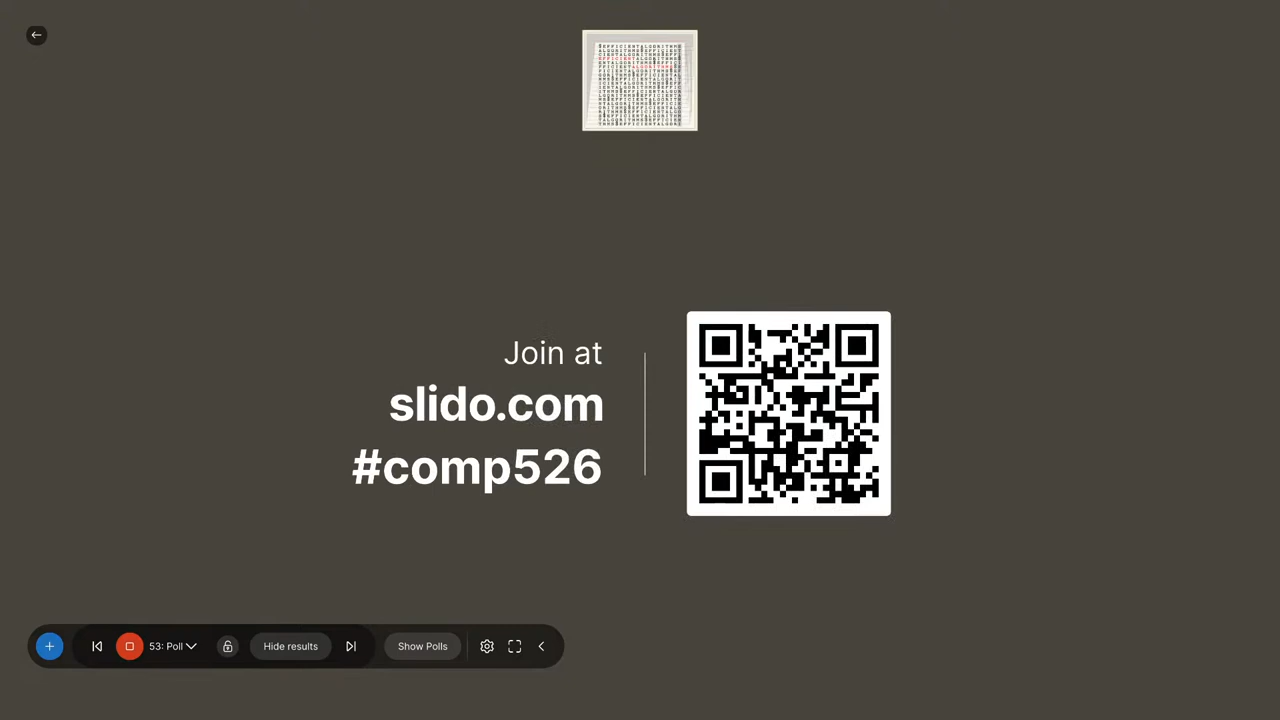 Join at
slido.com
#comp526
53: Poll
Hide results
Show Polls